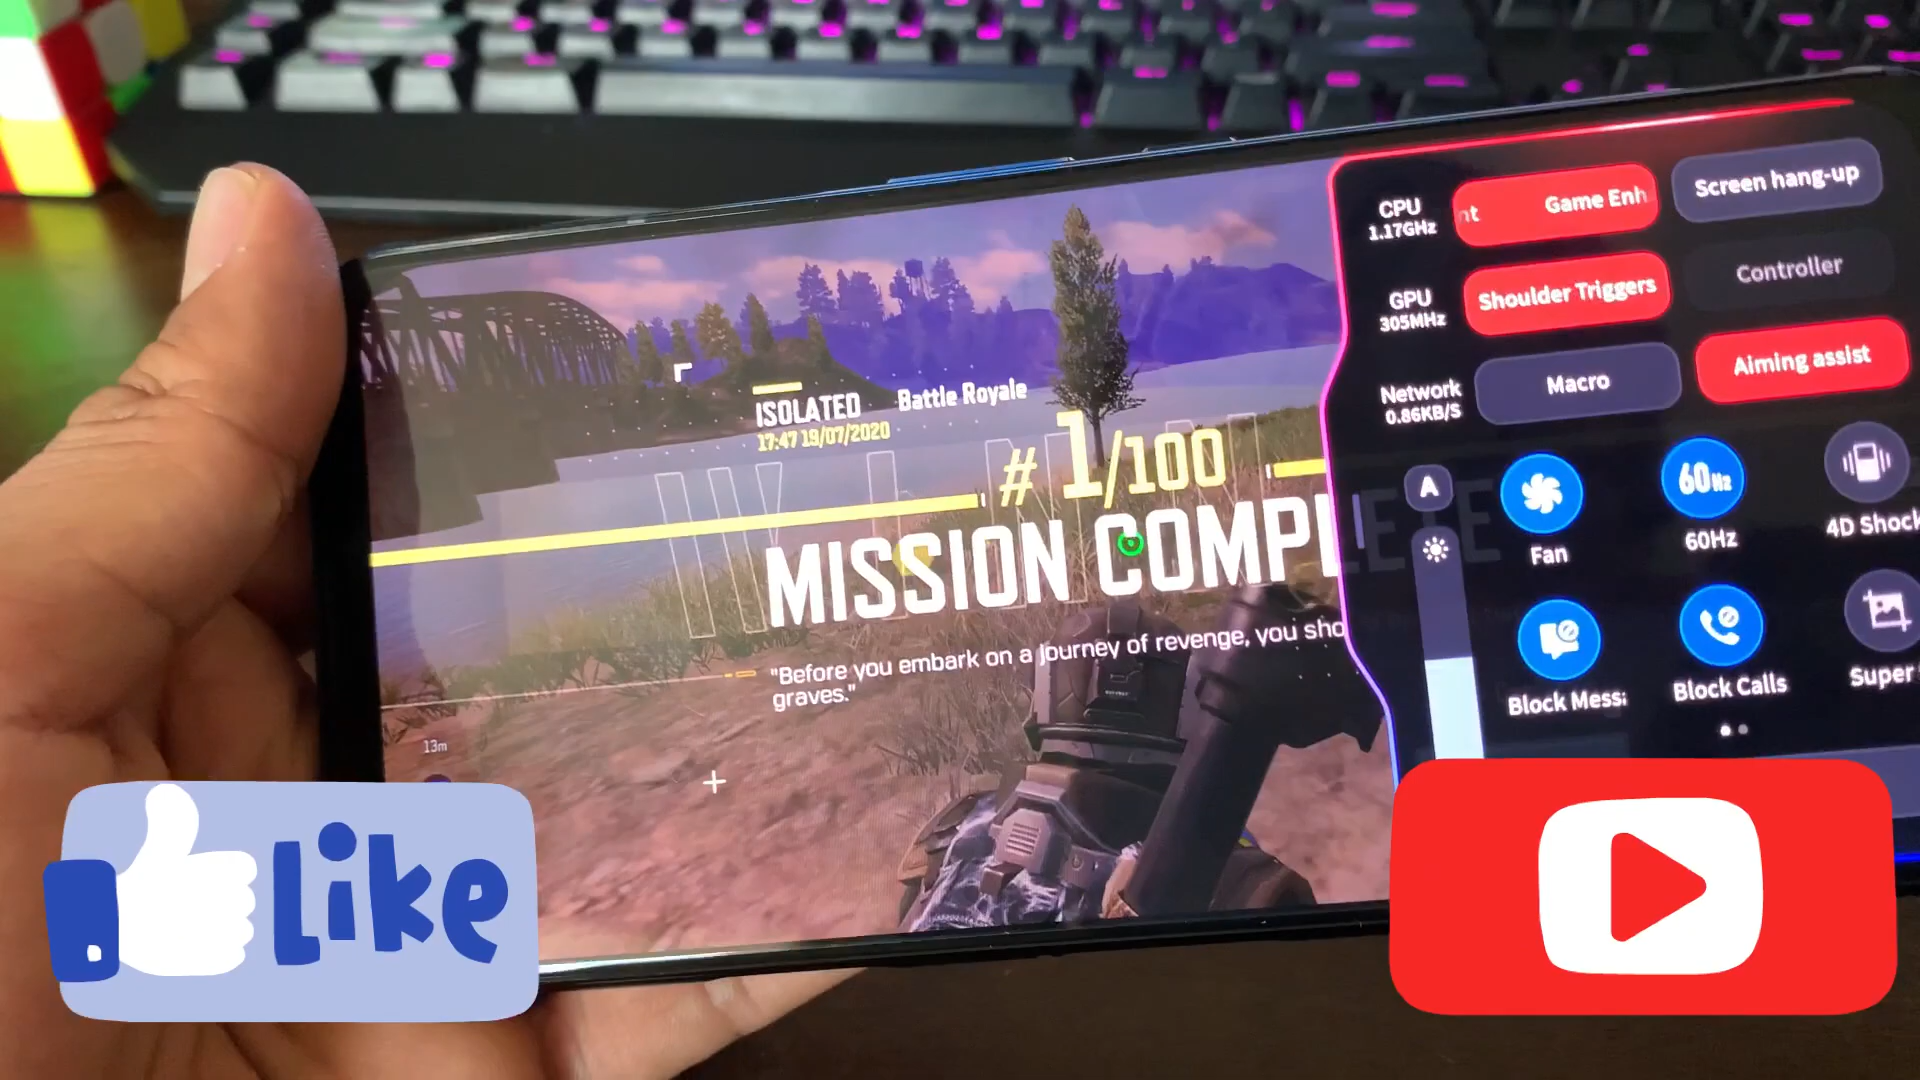 ISOLATED
Battle Royale
17:47 19/07/2020
# 1/100
MISSION COMPLETE
"Before you embark on a journey of revenge, you sho
graves."
13m
CPU
1.17GHz
nt Game Enh
Screen hang-up
GPU
305MHz
Shoulder Triggers
Controller
Network
0.86KB/S
Macro
Aiming assist
A
Fan
60Hz
60Hz
4D Shock
Block Messa
Block Calls
Super
Like